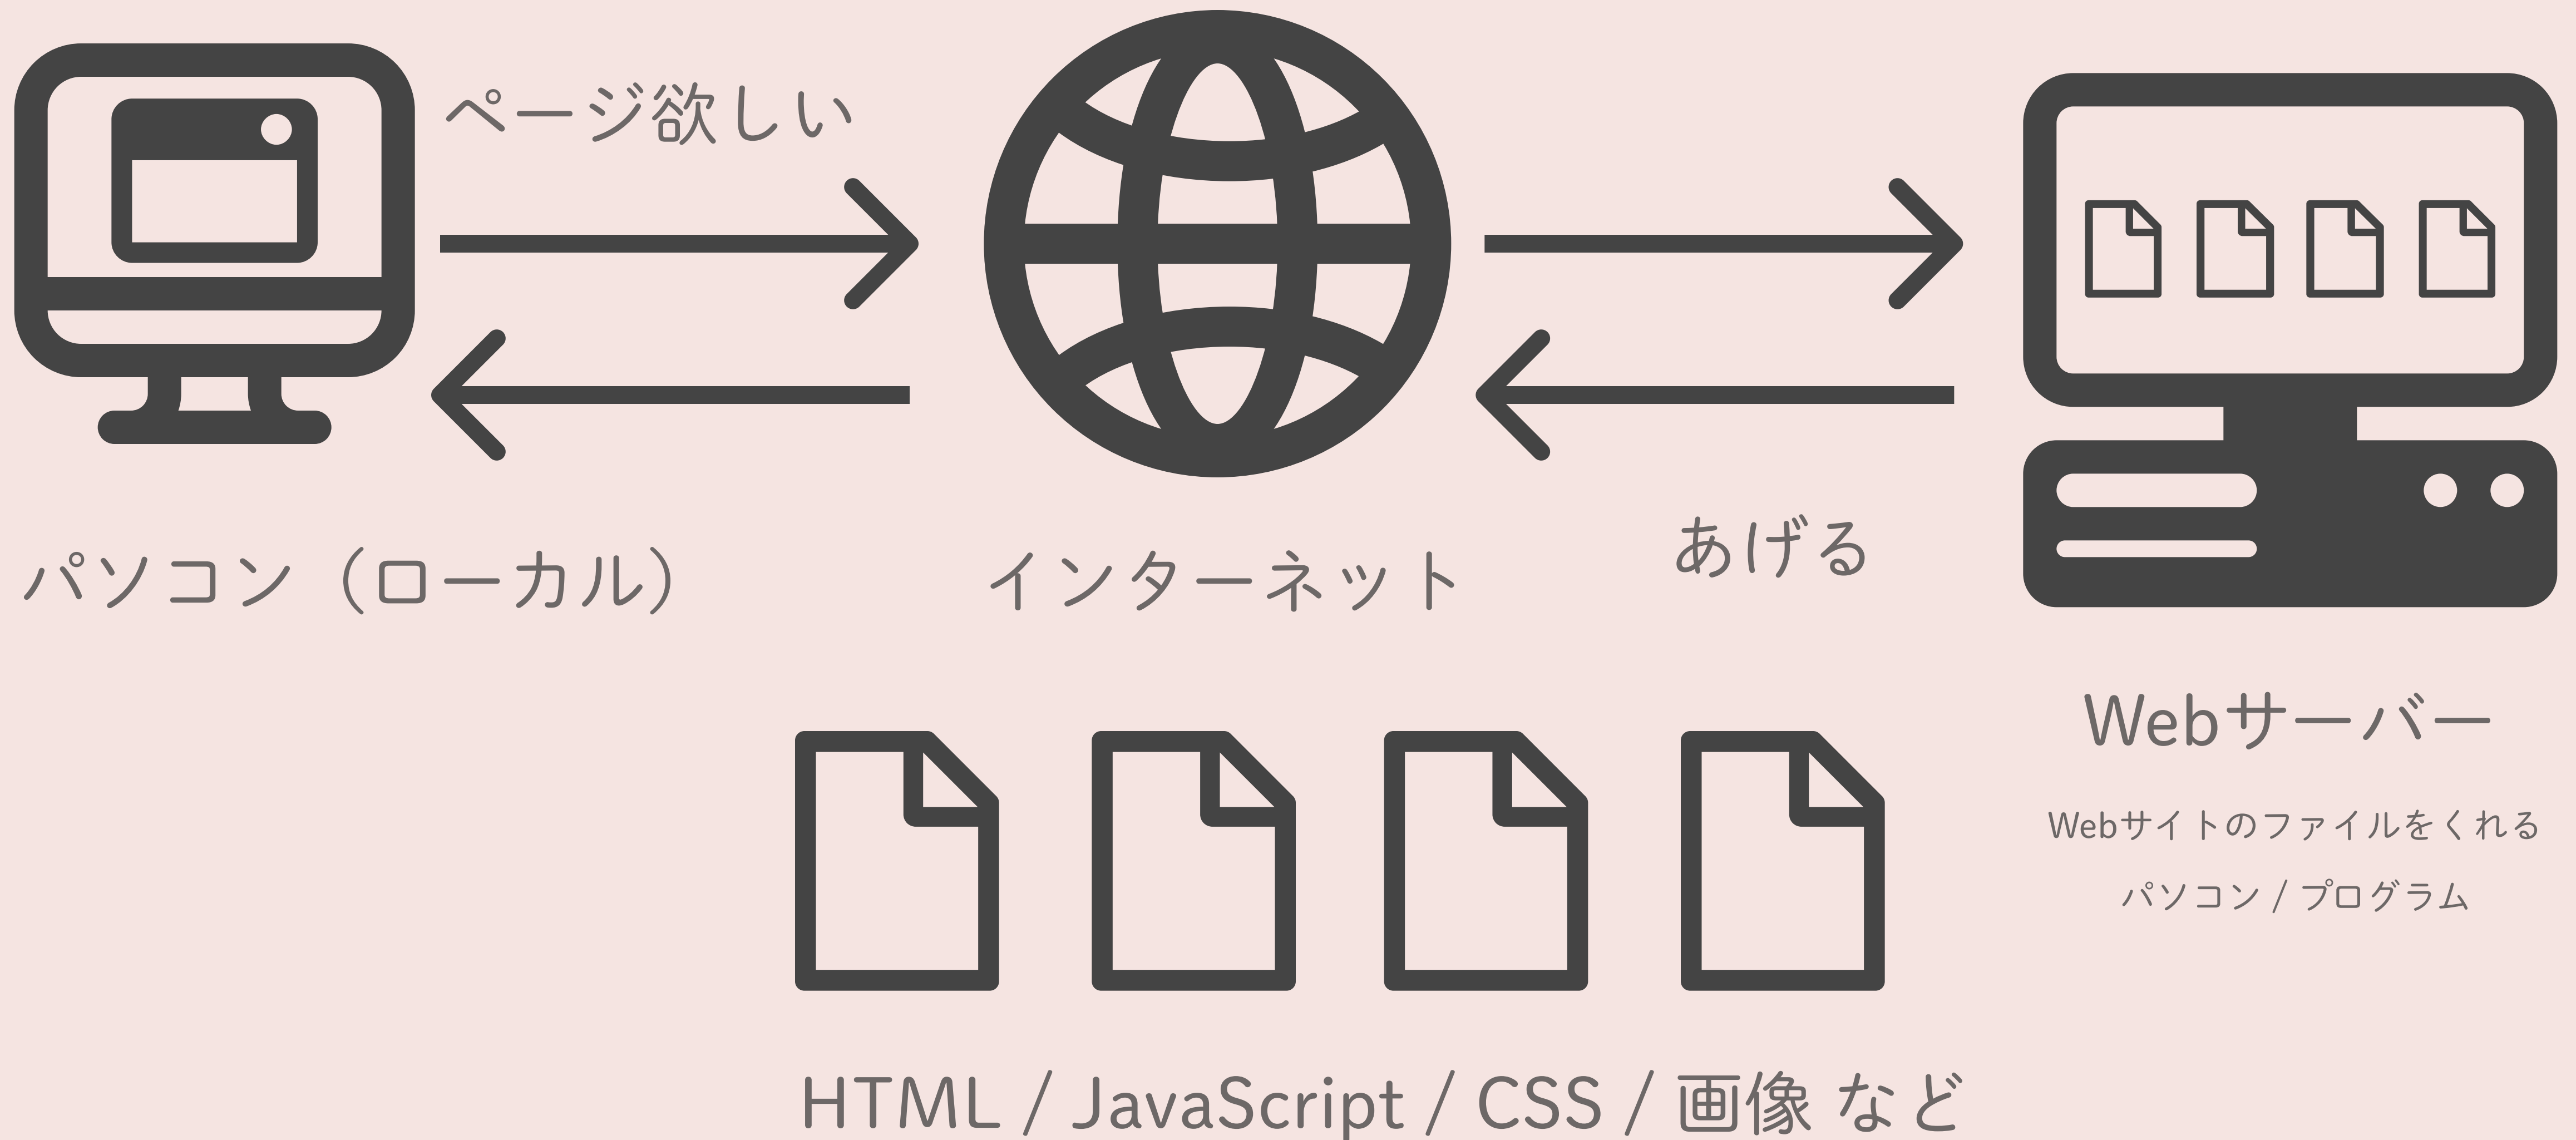 ページ欲しい
パソコン（ローカル）
インターネット
あげる
Webサーバー
Webサイトのファイルをくれる
パソコン / プログラム
HTML / JavaScript / CSS / 画像 など